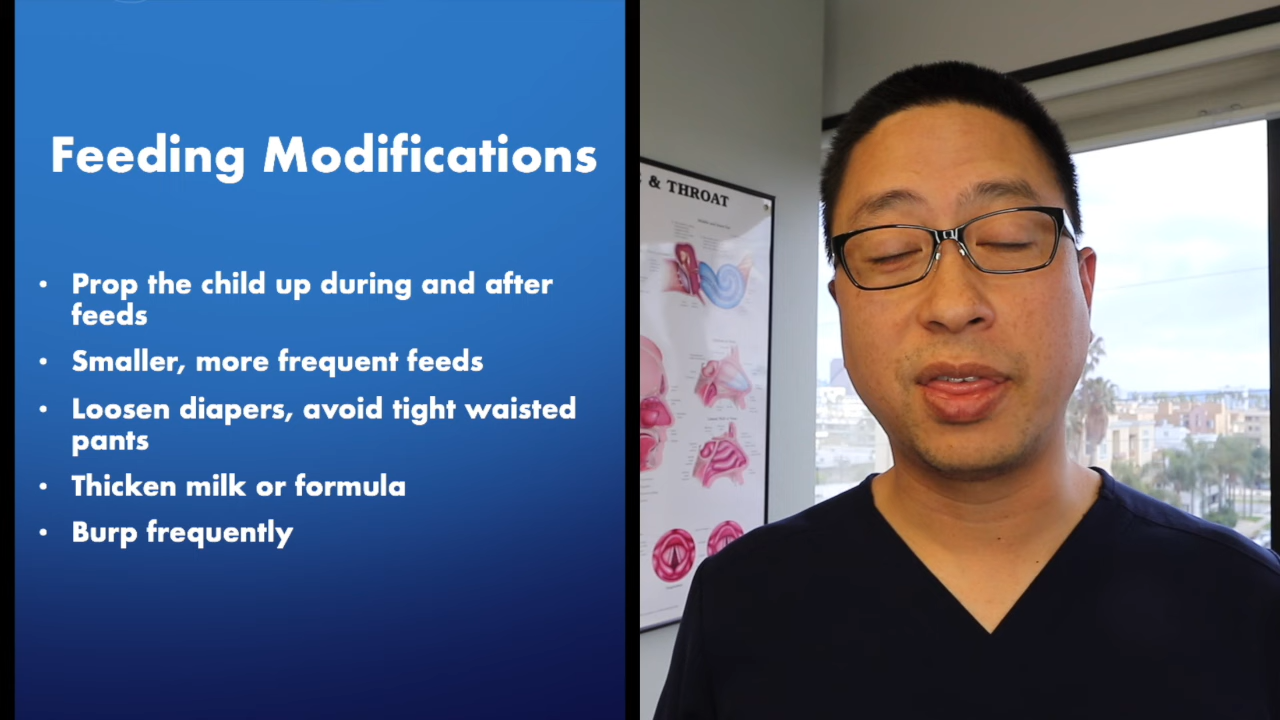 Feeding Modifications
• Prop the child up during and after
feeds
• Smaller, more frequent feeds
• Loosen diapers, avoid tight waisted
pants
• Thicken milk or formula
• Burp frequently
& THROAT